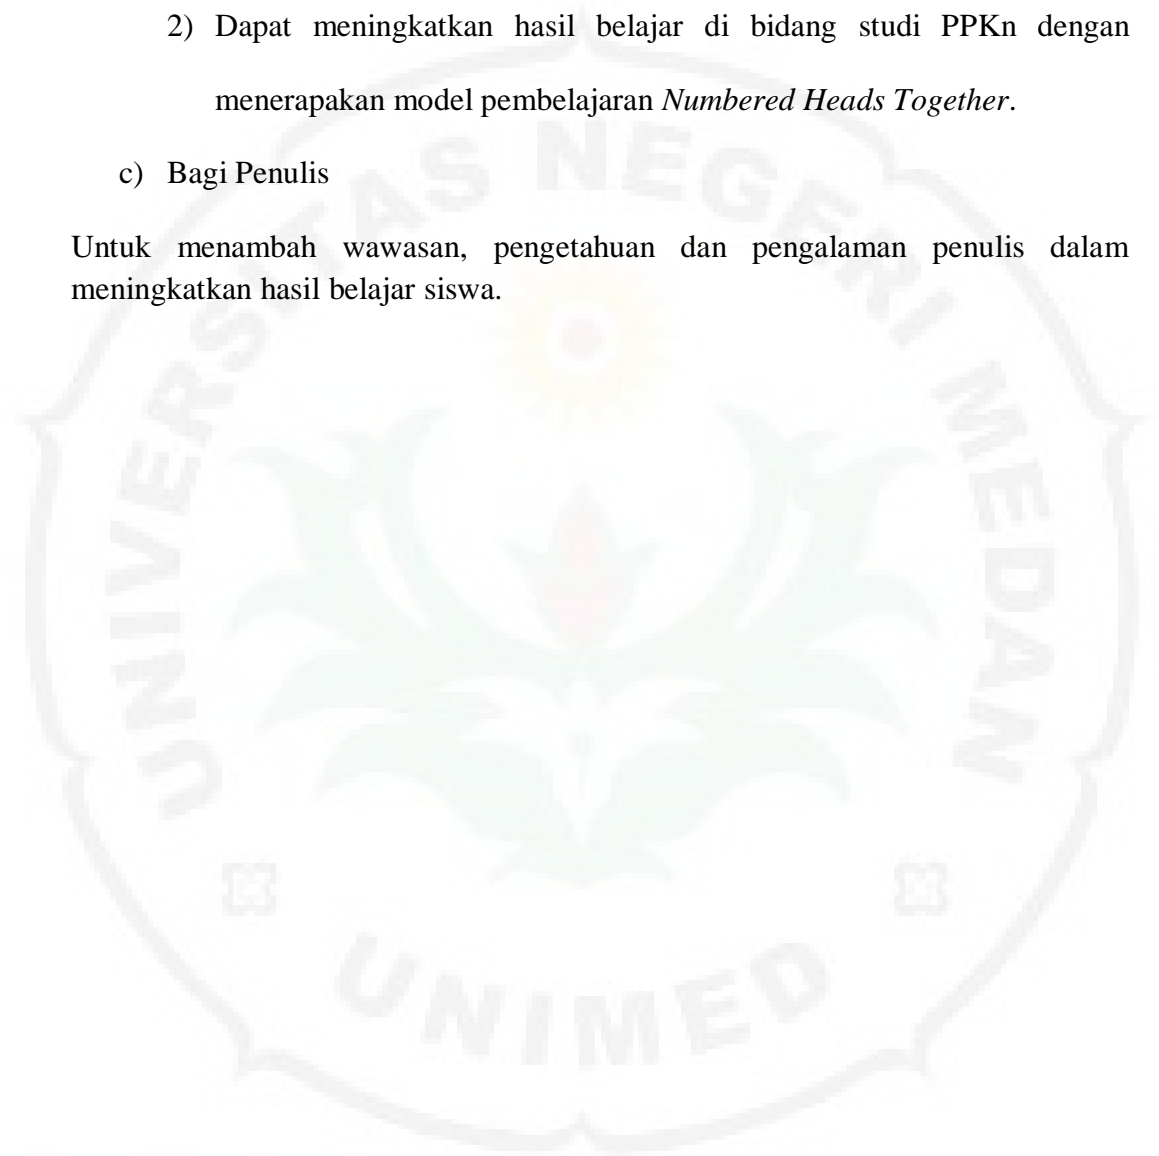 2) Dapat meningkatkan hasil belajar di bidang studi PPKn dengan
menerapakan model pembelajaran Numbered Heads Together.
c) Bagi Penulis
Untuk menambah wawasan, pengetahuan dan pengalaman penulis dalam
meningkatkan hasil belajar siswa.
UNIVERSITAS NEGERI MEDAN
UNIMED